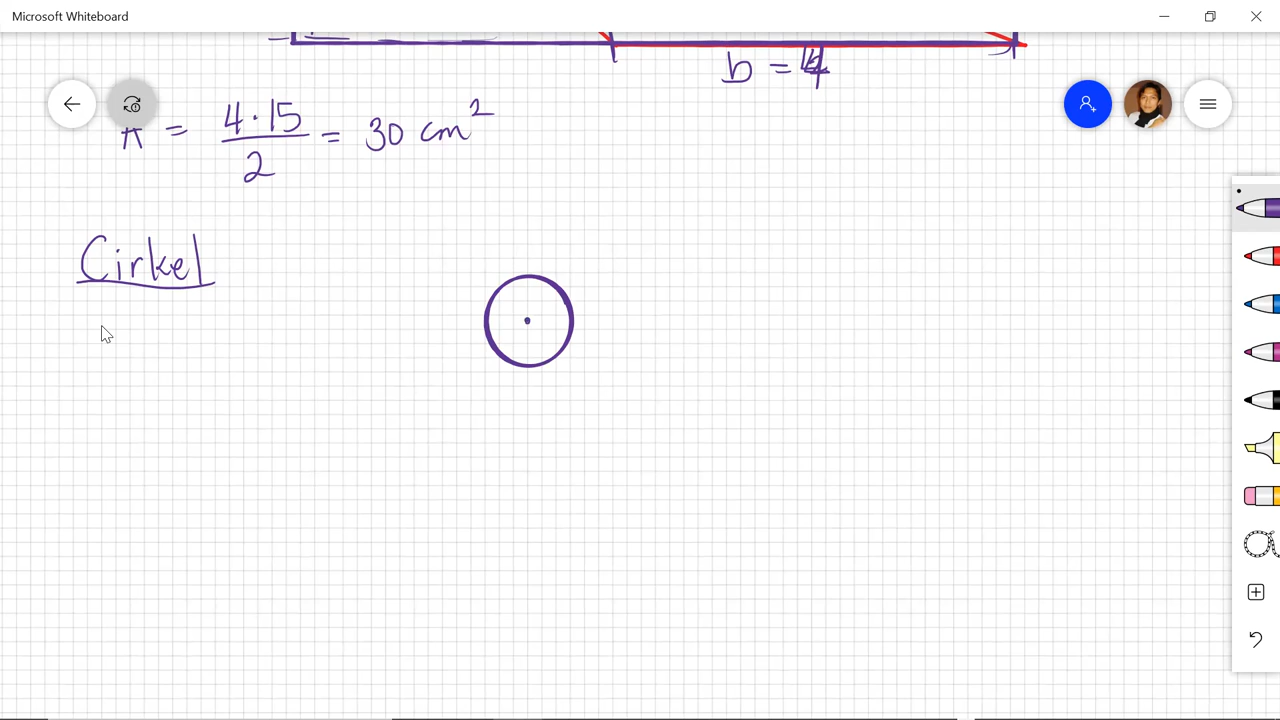 Microsoft Whiteboard
b = 4
A = 4·15/2 = 30 cm²
Cirkel